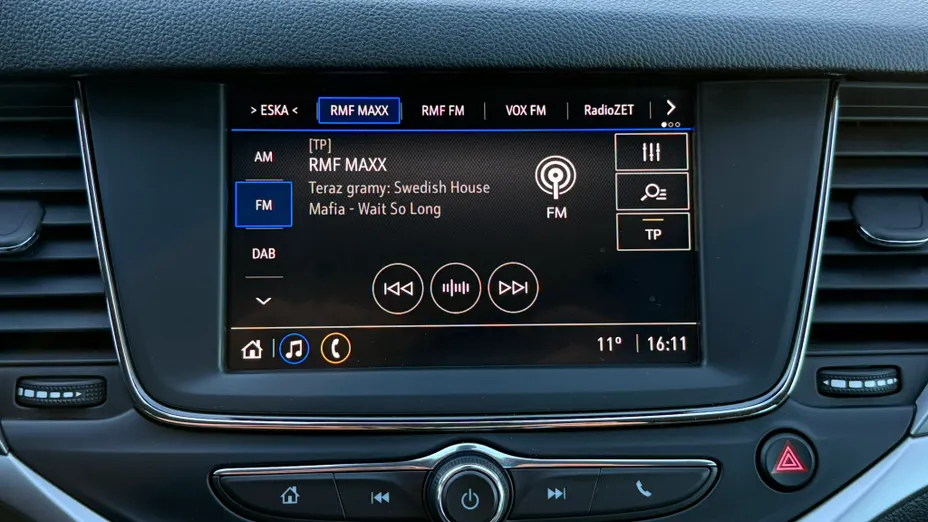 > ESKA < RMF MAXX RMF FM VOX FM RadioZET
AM
FM
DAB
[TP]
RMF MAXX
Teraz gramy: Swedish House
Mafia - Wait So Long
FM
TP
11° 16:11